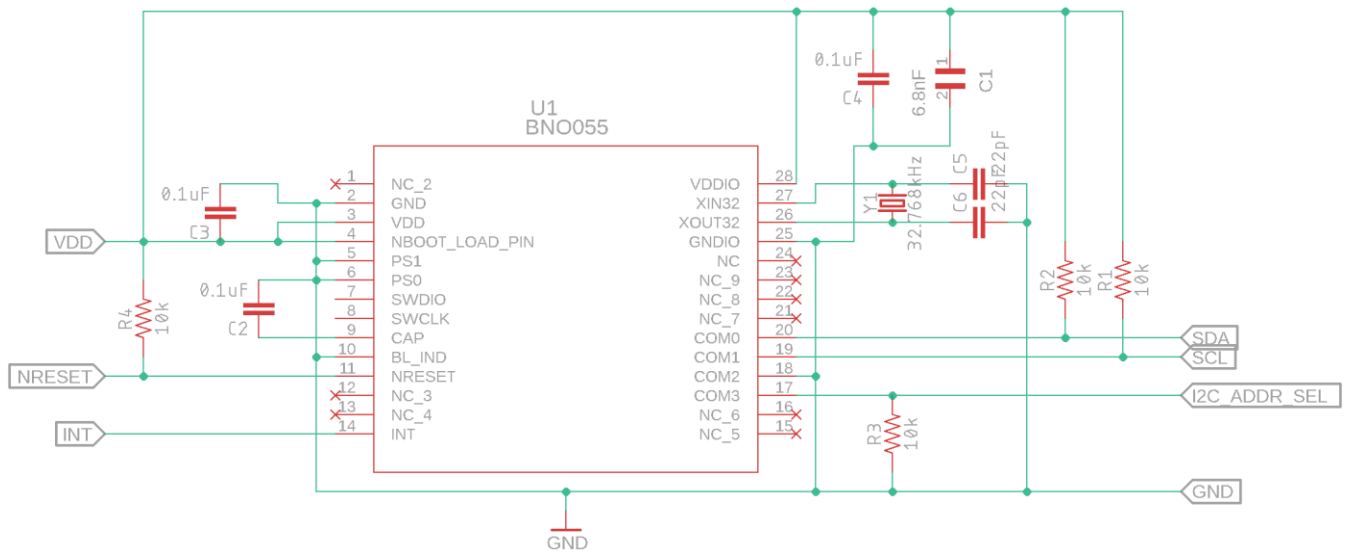 U1
BNO055
0.1uF
C4
6.8nF
1
2
C1
0.1uF
C3
VDD
R4
10k
0.1uF
C2
NRESET
INT
1 NC_2
2 GND
3 VDD
4 NBOOT_LOAD_PIN
5 PS1
6 PS0
7 SWDIO
8 SWCLK
9 CAP
10 BL_IND
11 NRESET
12 NC_3
13 NC_4
14 INT
VDDIO 28
XIN32 27
XOUT32 26
GNDIO 25
NC 24
NC_9 23
NC_8 22
NC_7 21
COM0 20
COM1 19
COM2 18
COM3 17
NC_6 16
NC_5 15
Y1
32.768kHz
C5
22pF
C6
22pF
R2
10k
R1
10k
SDA
SCL
I2C_ADDR_SEL
R3
10k
GND
GND